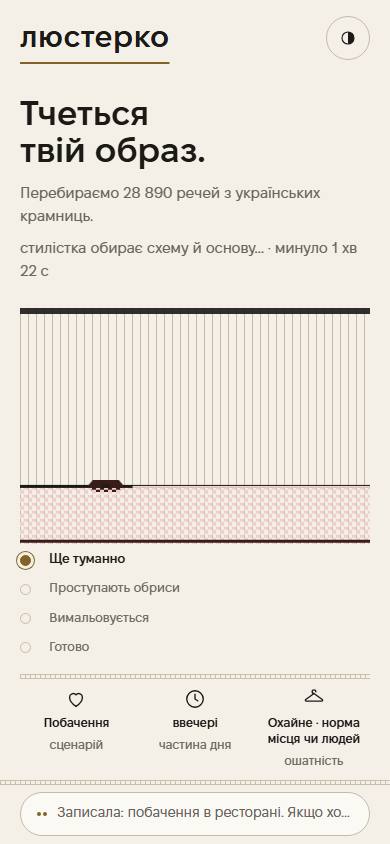 люстерко
Тчеться
твій образ.
Перебираємо 28 890 речей з українських
крамниць.
стилістка обирає схему й основу... · минуло 1 хв
22 с
Ще туманно
Проступають обриси
Вимальовується
Готово
Побачення
сценарій
ввечері
частина дня
Охайне · норма
місця чи людей
ошатність
Записала: побачення в ресторані. Якщо хо...